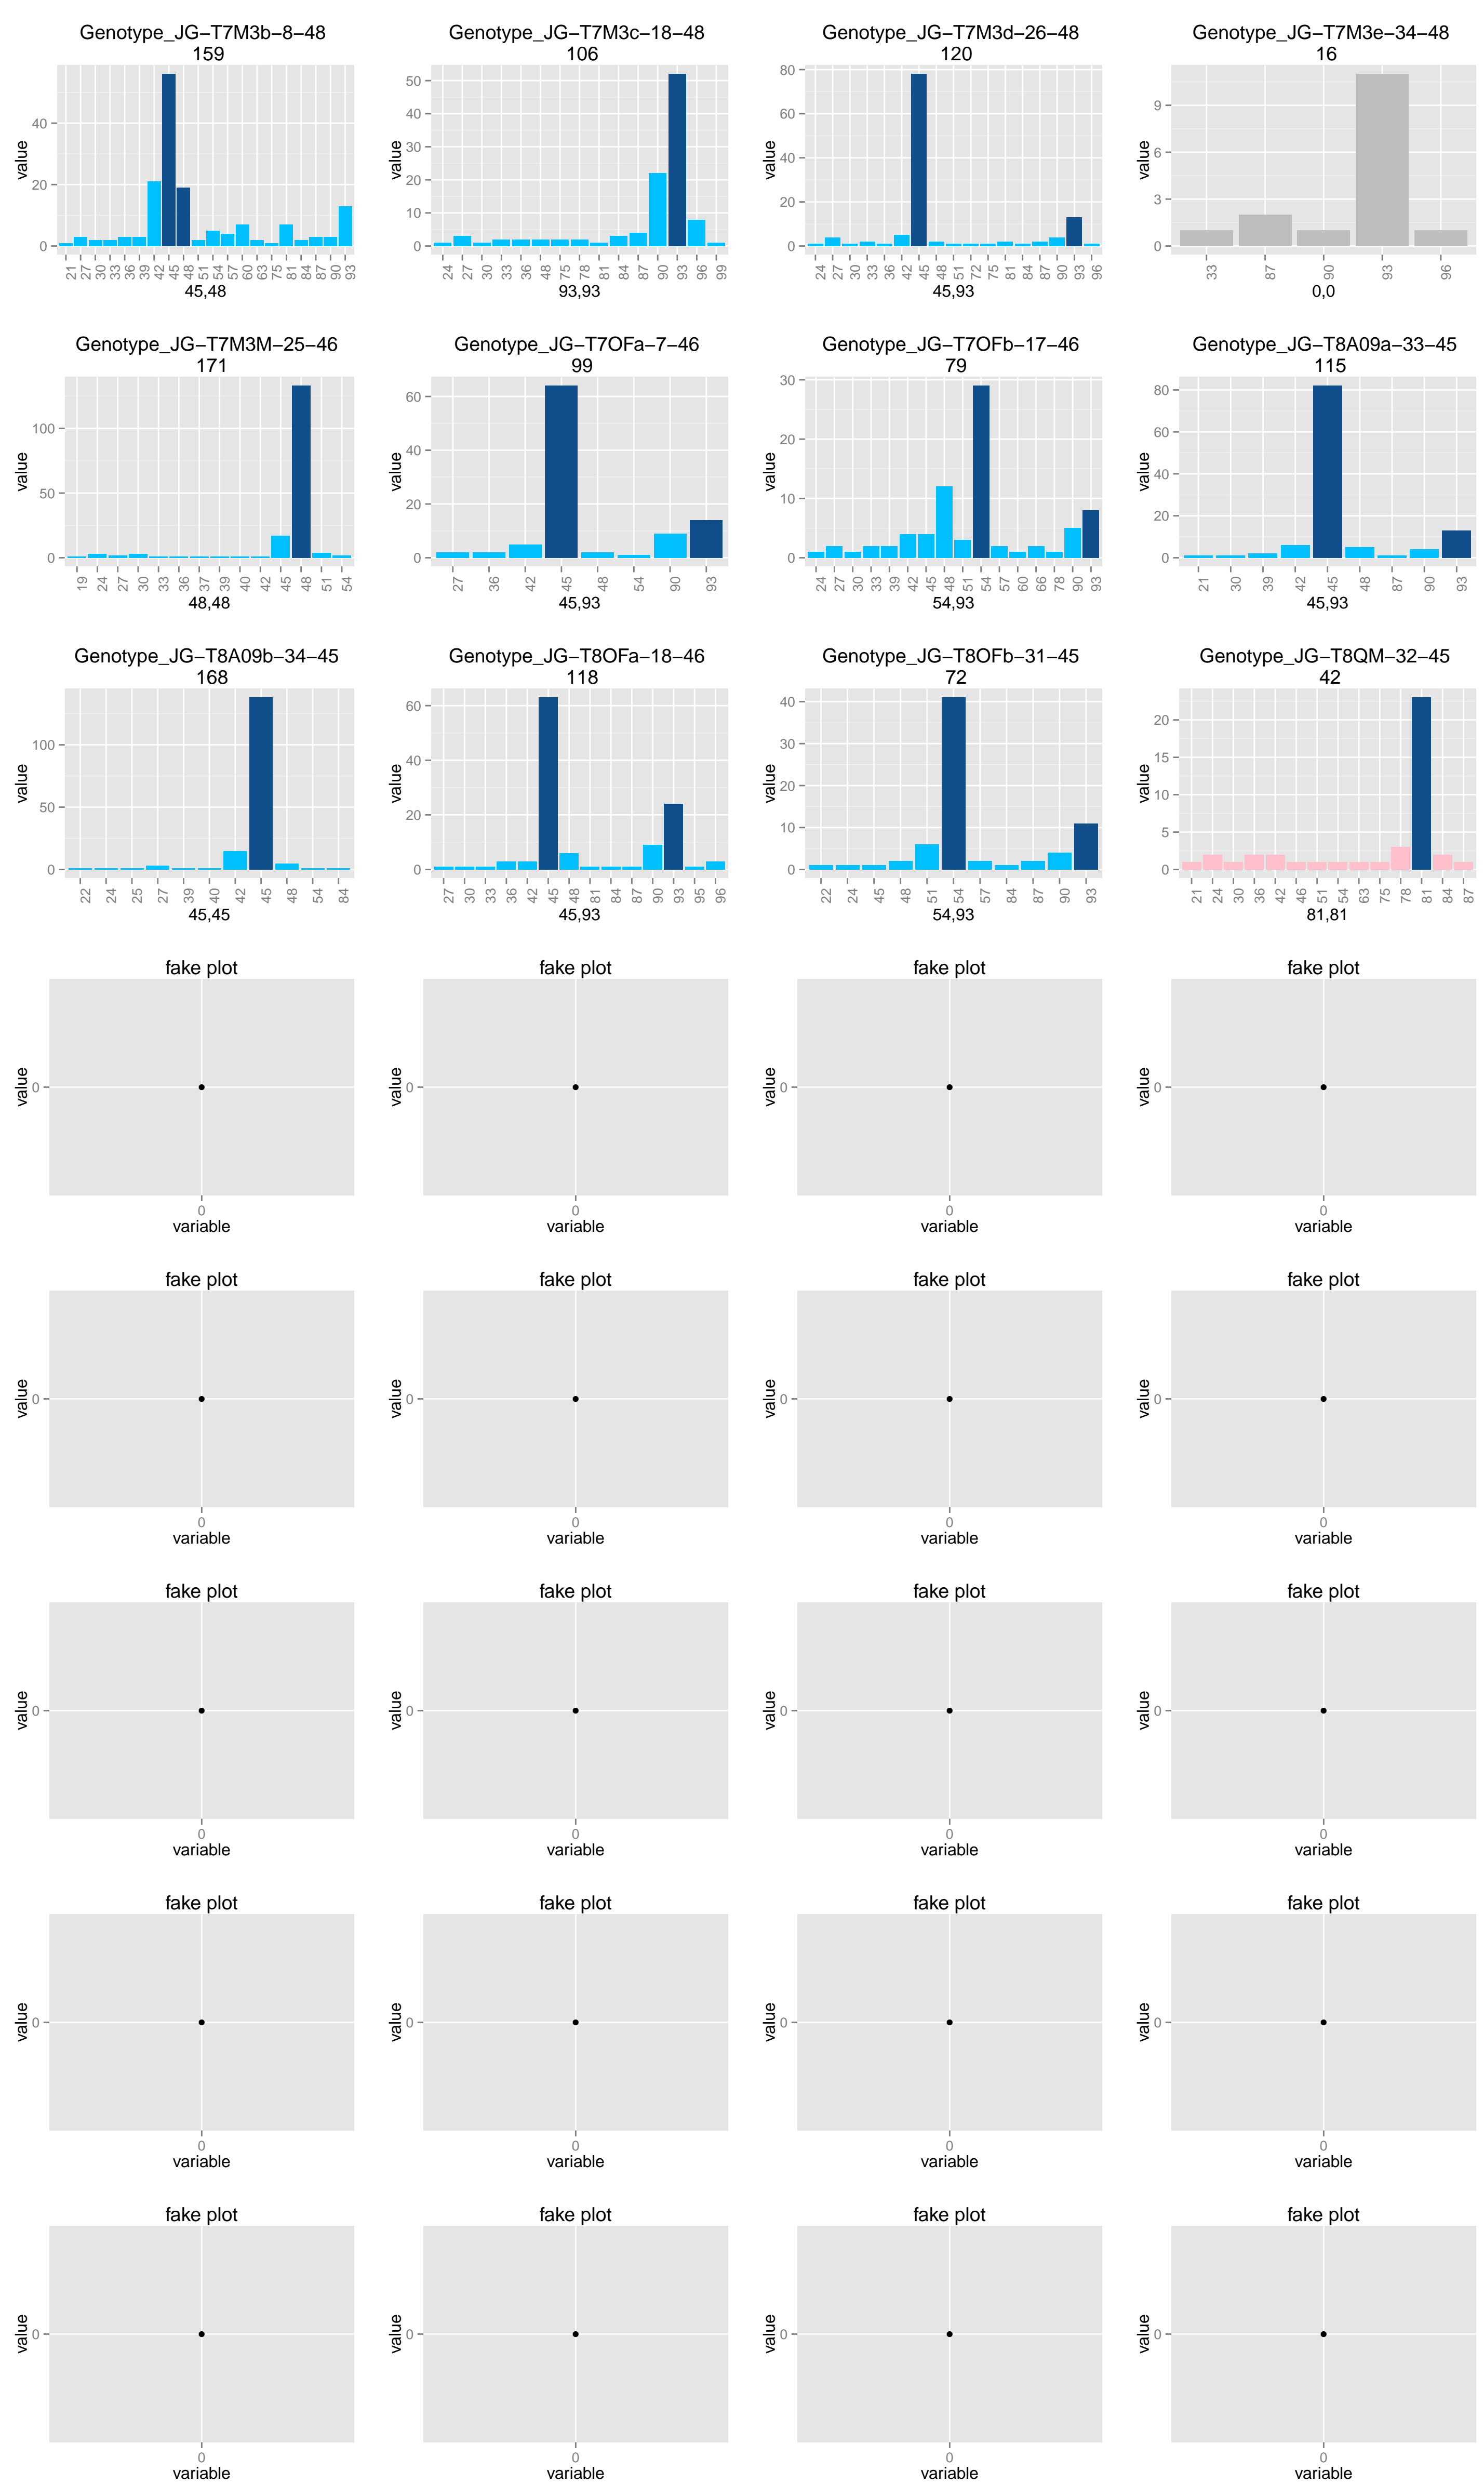 Genotype_JG-T7M3b-8-48
159
value
40
20
0
21 27 30 33 36 39 42 45 48 51 54 57 60 63 75 81 84 87 90 93
45,48
Genotype_JG-T7M3c-18-48
106
value
50
40
30
20
10
0
24 27 30 33 36 48 75 78 81 84 87 90 93 96 99
93,93
Genotype_JG-T7M3d-26-48
120
value
80
60
40
20
0
24 27 30 33 36 42 45 48 51 72 75 81 84 87 90 93 96
45,93
Genotype_JG-T7M3e-34-48
16
value
9
6
3
0
33 87 90 93 96
0,0
Genotype_JG-T7M3M-25-46
171
value
100
50
0
19 24 27 30 33 36 37 39 40 42 45 48 51 54
48,48
Genotype_JG-T7OFa-7-46
99
value
60
40
20
0
27 36 42 45 48 54 90 93
45,93
Genotype_JG-T7OFb-17-46
79
value
30
20
10
0
24 27 30 33 39 42 45 48 51 54 57 60 66 78 90 93
54,93
Genotype_JG-T8A09a-33-45
115
value
80
60
40
20
0
21 30 39 42 45 48 87 90 93
45,93
Genotype_JG-T8A09b-34-45
168
value
100
50
0
22 24 25 27 39 40 42 45 48 51 54 84
45,45
Genotype_JG-T8OFa-18-46
118
value
60
40
20
0
27 30 33 36 42 45 48 81 84 87 90 93 95 96
45,93
Genotype_JG-T8OFb-31-45
72
value
40
30
20
10
0
22 24 45 48 51 54 57 84 87 90 93
54,93
Genotype_JG-T8QM-32-45
42
value
20
15
10
5
0
21 24 30 36 42 46 51 54 63 75 78 81 84 87
81,81
fake plot
value
0
0
variable
fake plot
value
0
0
variable
fake plot
value
0
0
variable
fake plot
value
0
0
variable
fake plot
value
0
0
variable
fake plot
value
0
0
variable
fake plot
value
0
0
variable
fake plot
value
0
0
variable
fake plot
value
0
0
variable
fake plot
value
0
0
variable
fake plot
value
0
0
variable
fake plot
value
0
0
variable
fake plot
value
0
0
variable
fake plot
value
0
0
variable
fake plot
value
0
0
variable
fake plot
value
0
0
variable
fake plot
value
0
0
variable
fake plot
value
0
0
variable
fake plot
value
0
0
variable
fake plot
value
0
0
variable